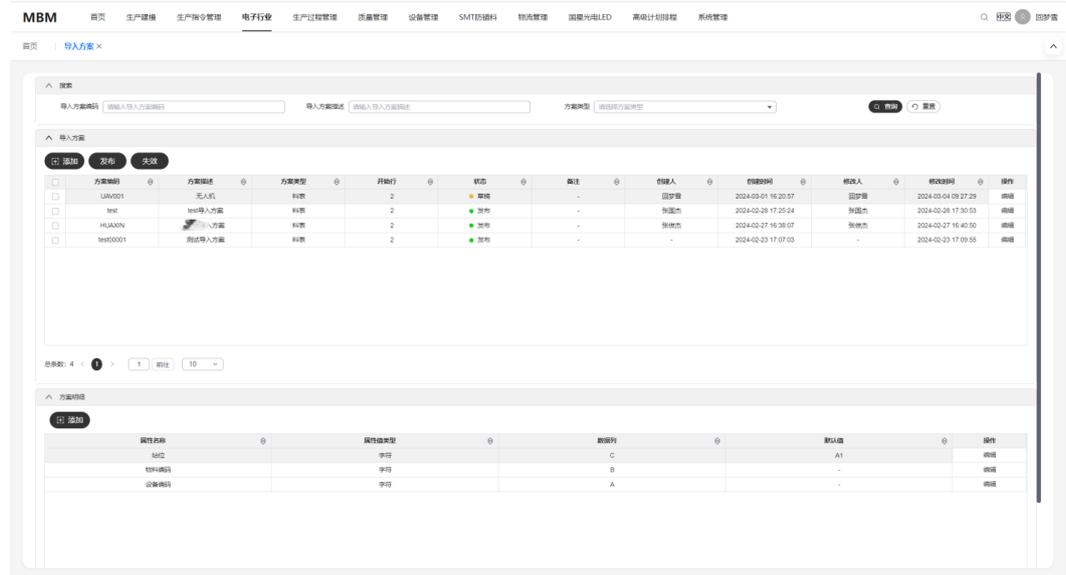 MBM 首页 生产建模 生产指令管理 电子行业 生产过程管理 质量管理 设备管理 SMT防错料 物流管理 国星光电LED 高级计划排程 系统管理 中文 回梦雪
首页 导入方案 ×
搜索
导入方案编码 请输入导入方案编码 导入方案描述 请输入导入方案描述 方案类型 请选择方案类型 查询 重置
导入方案
添加 发布 失效
方案编码 方案描述 方案类型 开始行 状态 备注 创建人 创建时间 修改人 修改时间 操作
UAV001 无人机 料表 2 草稿 - 回梦雪 2024-03-01 16:20:57 回梦雪 2024-03-04 09:27:29 编辑
test test导入方案 料表 2 发布 - 张国杰 2024-02-28 17:25:24 张国杰 2024-02-28 17:30:53 编辑
HUAXIN 入方案 料表 2 发布 - 2024-02-27 16:38:07 2024-02-27 16:40:50 编辑
test00001 测试导入方案 料表 2 发布 - - 2024-02-23 17:07:03 - 2024-02-23 17:09:55 编辑
总条数: 4 < 1 > 1 前往 10
方案明细
添加
属性名称 属性值类型 数据列 默认值 操作
站位 字符 C A1 编辑
物料编码 字符 B - 编辑
设备编码 字符 A - 编辑